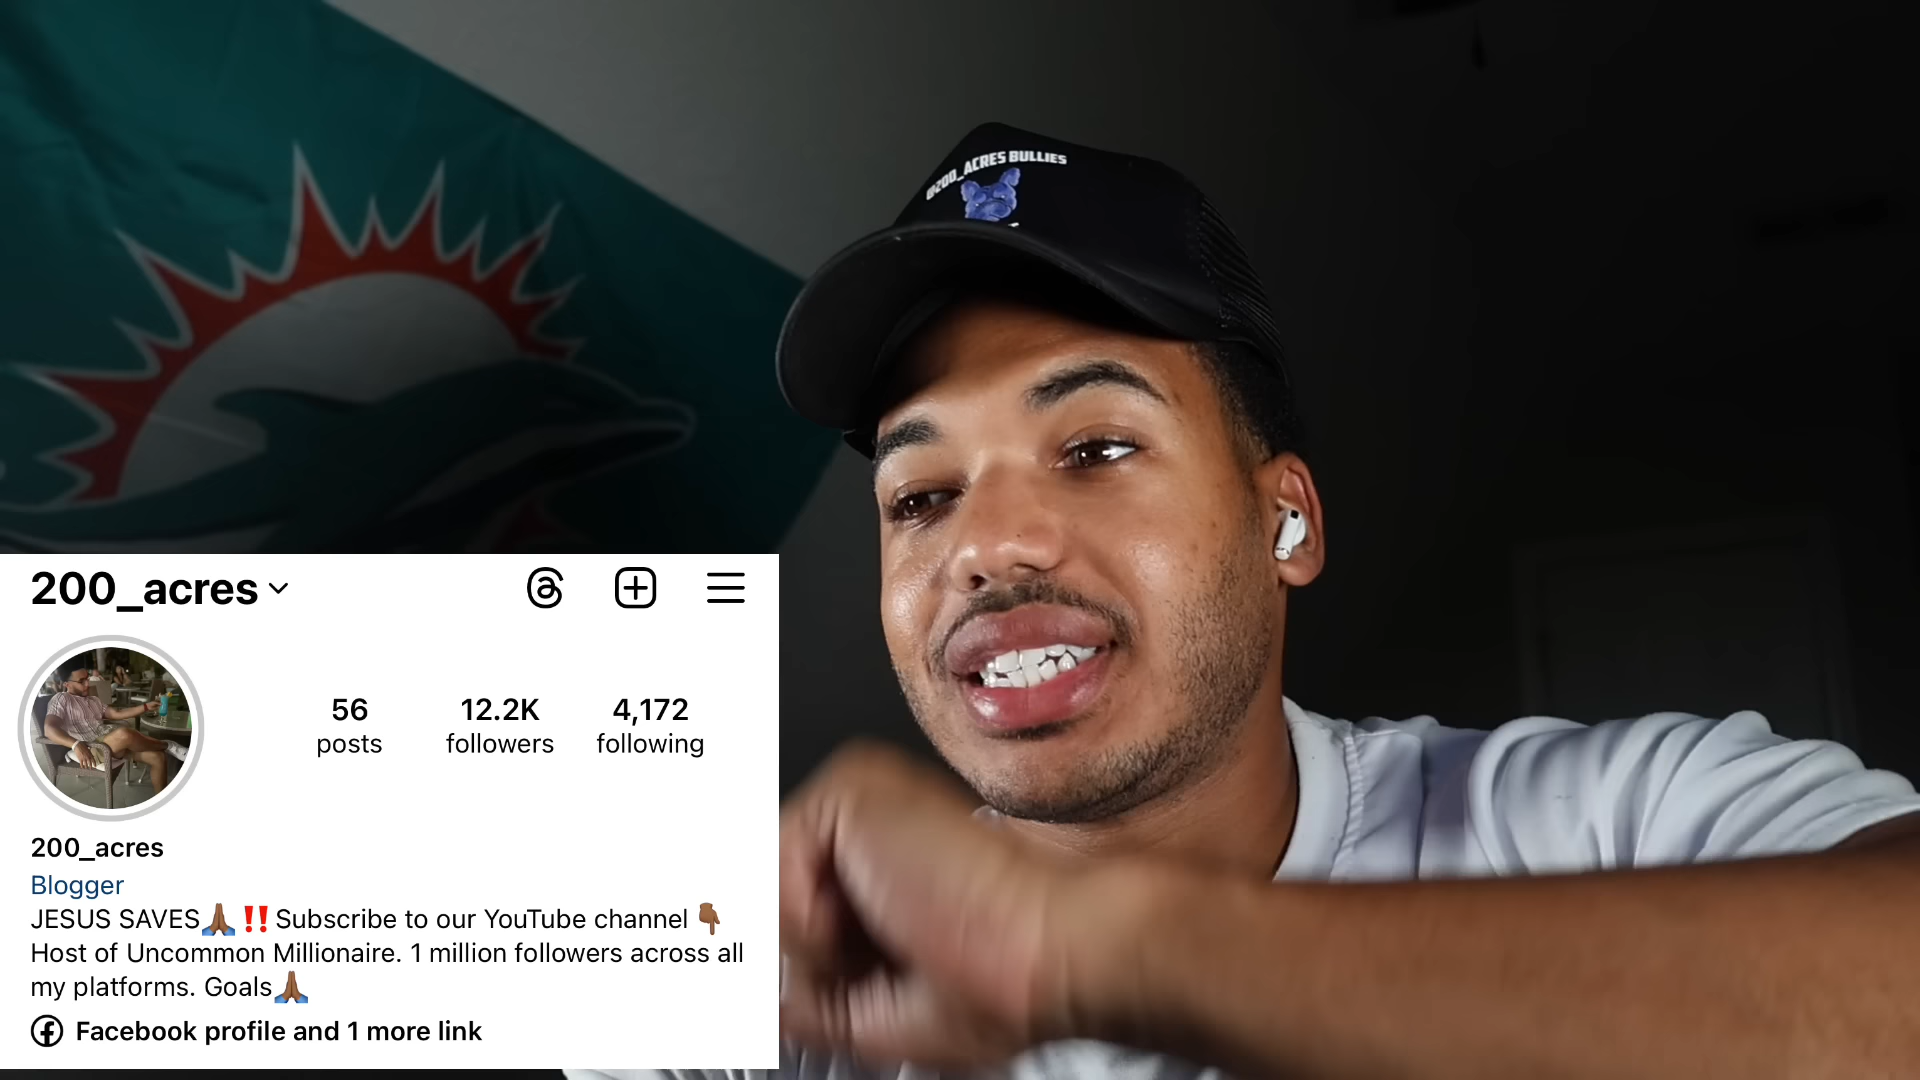 @200_ACRES BULLIES
200_acres
56
posts
12.2K
followers
4,172
following
200_acres
Blogger
JESUS SAVES🙏🏾‼️Subscribe to our YouTube channel 👇🏾
Host of Uncommon Millionaire. 1 million followers across all
my platforms. Goals🙏🏾
Facebook profile and 1 more link